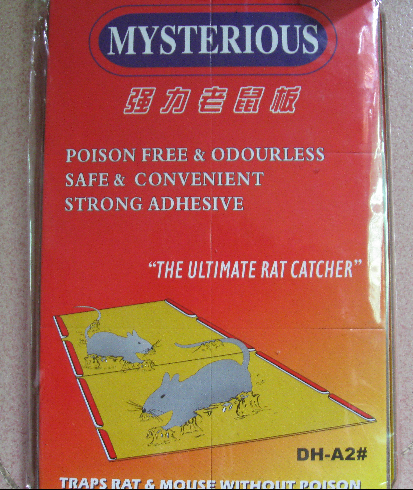 MYSTERIOUS
强力老鼠板
POISON FREE & ODOURLESS
SAFE & CONVENIENT
STRONG ADHESIVE
“THE ULTIMATE RAT CATCHER”
DH-A2#
TRAPS RAT & MOUSE WITHOUT POISON